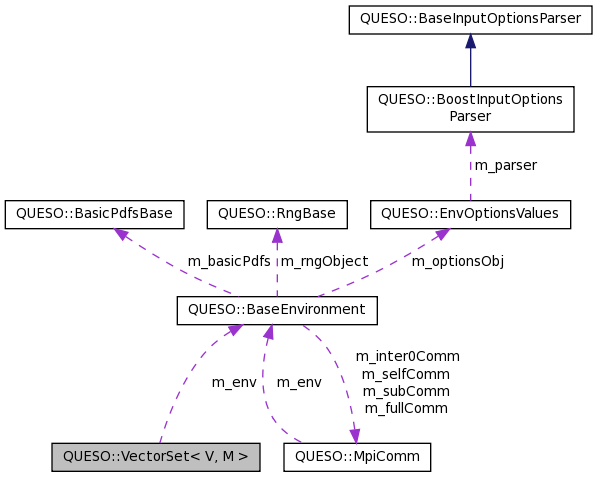 QUESO::BaseInputOptionsParser
QUESO::BoostInputOptions
Parser
m_parser
QUESO::BasicPdfsBase
QUESO::RngBase
QUESO::EnvOptionsValues
m_basicPdfs
m_rngObject
m_optionsObj
QUESO::BaseEnvironment
m_env
m_env
m_inter0Comm
m_selfComm
m_subComm
m_fullComm
QUESO::VectorSet< V, M >
QUESO::MpiComm